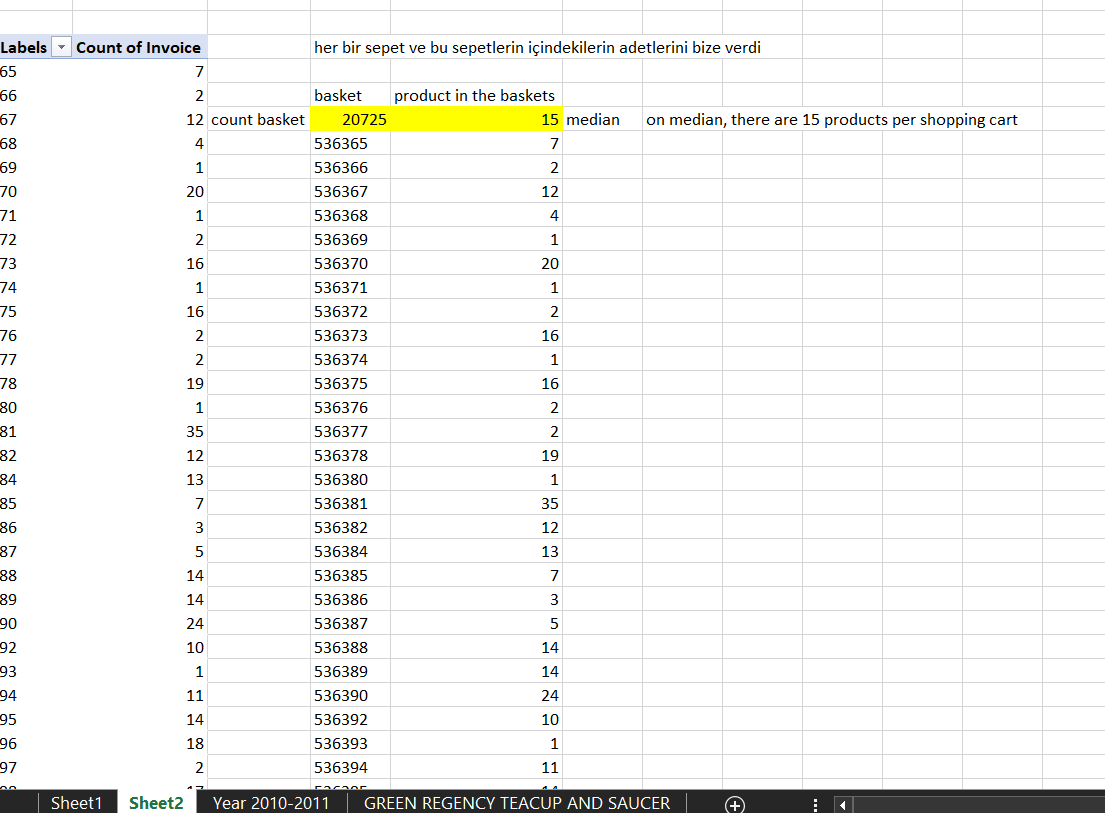 Labels Count of Invoice her bir sepet ve bu sepetlerin içindekilerin adetlerini bize verdi
65 7
66 2 basket product in the baskets
67 12 count basket 20725 15 median on median, there are 15 products per shopping cart
68 4 536365 7
69 1 536366 2
70 20 536367 12
71 1 536368 4
72 2 536369 1
73 16 536370 20
74 1 536371 1
75 16 536372 2
76 2 536373 16
77 2 536374 1
78 19 536375 16
80 1 536376 2
81 35 536377 2
82 12 536378 19
84 13 536380 1
85 7 536381 35
86 3 536382 12
87 5 536384 13
88 14 536385 7
89 14 536386 3
90 24 536387 5
92 10 536388 14
93 1 536389 14
94 11 536390 24
95 14 536392 10
96 18 536393 1
97 2 536394 11
Sheet1 Sheet2 Year 2010-2011 GREEN REGENCY TEACUP AND SAUCER